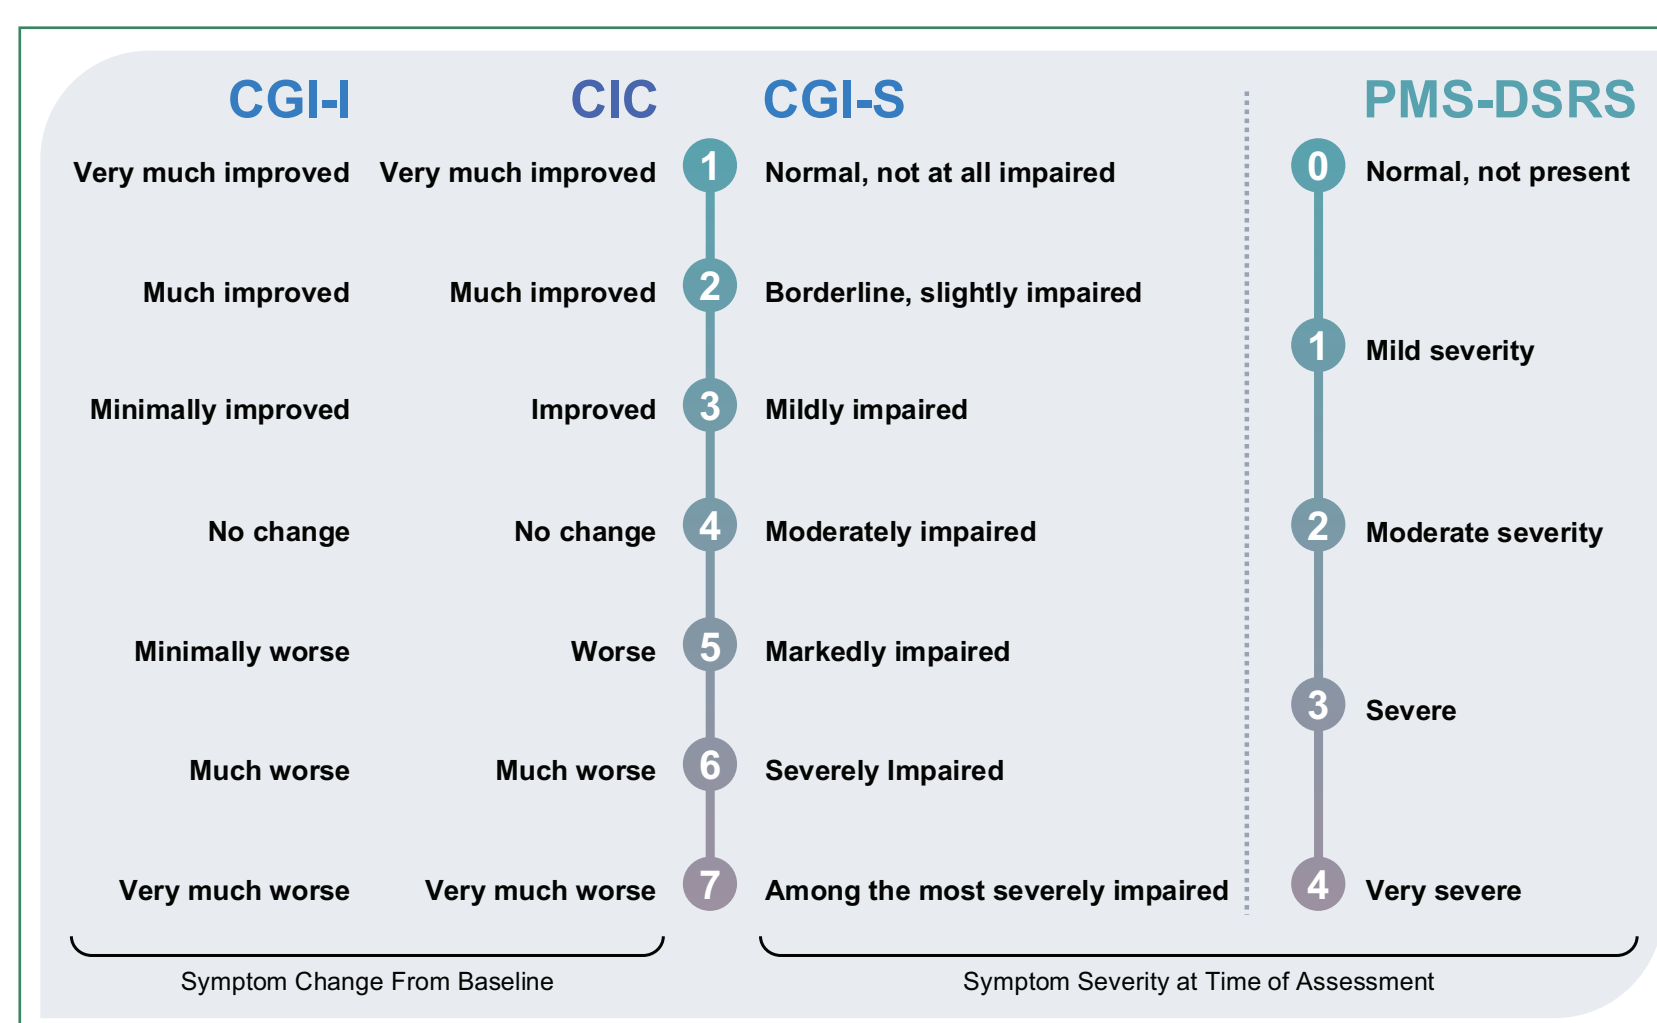 CGI-I CIC CGI-S PMS-DSRS
Very much improved Very much improved 1 Normal, not at all impaired 0 Normal, not present
Much improved Much improved 2 Borderline, slightly impaired
1 Mild severity
Minimally improved Improved 3 Mildly impaired
No change No change 4 Moderately impaired 2 Moderate severity
Minimally worse Worse 5 Markedly impaired
3 Severe
Much worse Much worse 6 Severely Impaired
Very much worse Very much worse 7 Among the most severely impaired 4 Very severe
Symptom Change From Baseline Symptom Severity at Time of Assessment